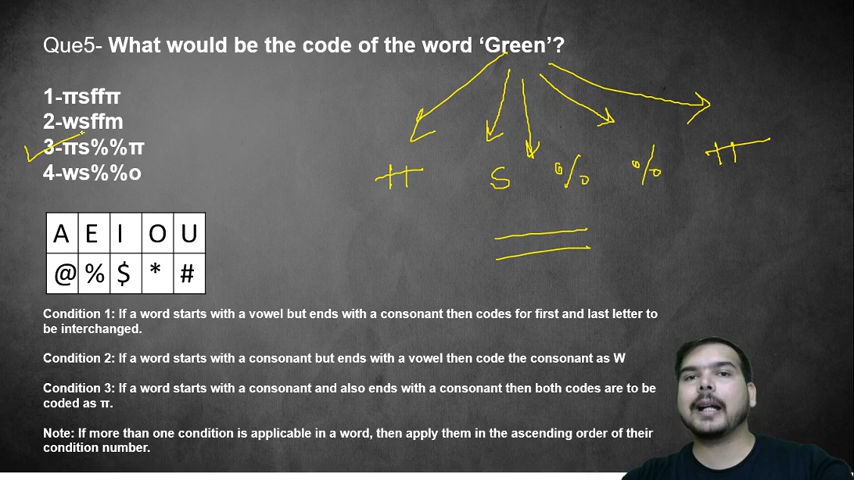 Que5- What would be the code of the word ‘Green’?
1-πsffπ
2-wsffm
3-πs%%π
4-ws%%o
π s % % π
A E I O U
@ % $ * #
Condition 1: If a word starts with a vowel but ends with a consonant then codes for first and last letter to
be interchanged.
Condition 2: If a word starts with a consonant but ends with a vowel then code the consonant as W
Condition 3: If a word starts with a consonant and also ends with a consonant then both codes are to be
coded as π.
Note: If more than one condition is applicable in a word, then apply them in the ascending order of their
condition number.